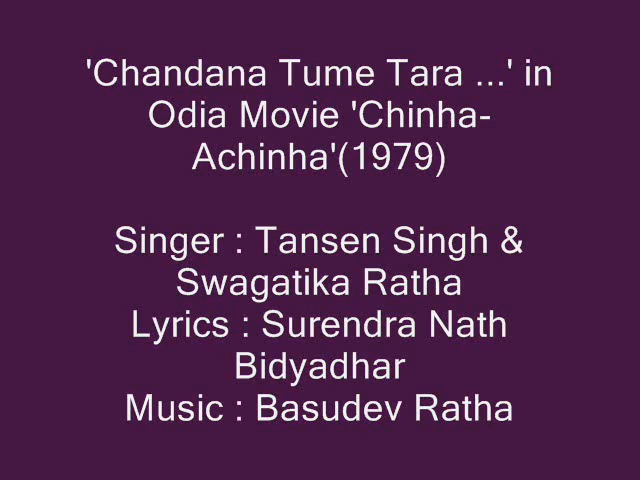 'Chandana Tume Tara ...' in
Odia Movie 'Chinha-
Achinha'(1979)
Singer : Tansen Singh &
Swagatika Ratha
Lyrics : Surendra Nath
Bidyadhar
Music : Basudev Ratha